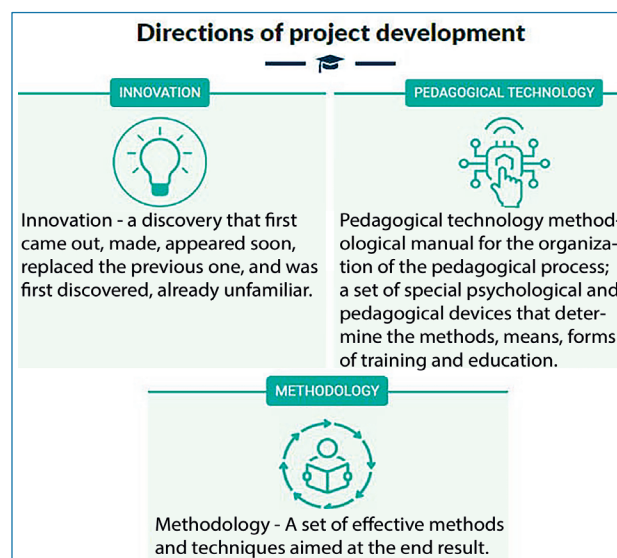 Directions of project development
INNOVATION
Innovation - a discovery that first
came out, made, appeared soon,
replaced the previous one, and was
first discovered, already unfamiliar.
PEDAGOGICAL TECHNOLOGY
Pedagogical technology method-
ological manual for the organiza-
tion of the pedagogical process;
a set of special psychological and
pedagogical devices that deter-
mine the methods, means, forms
of training and education.
METHODOLOGY
Methodology - A set of effective methods
and techniques aimed at the end result.